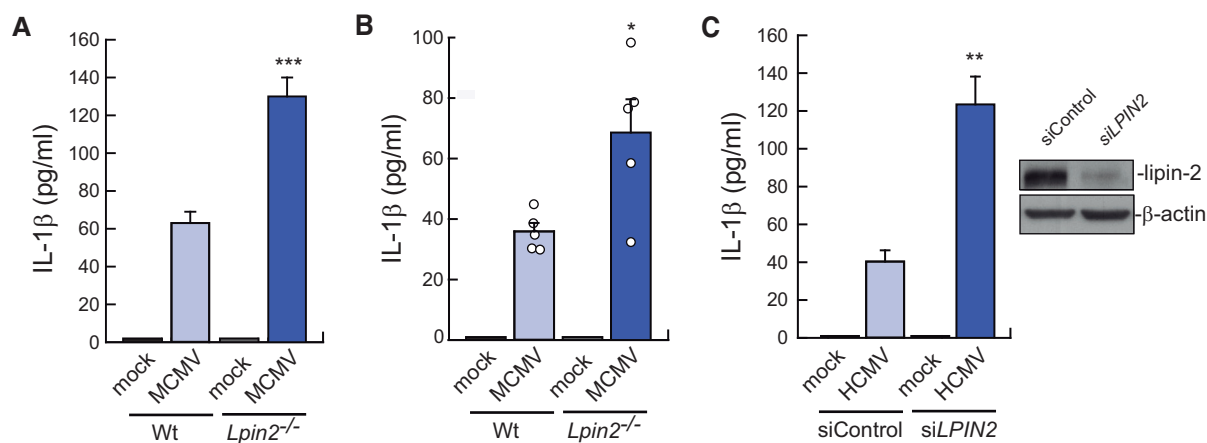 A
IL-1β (pg/ml)
160
140
120
100
80
60
40
20
0
***
mock
MCMV
mock
MCMV
Wt
Lpin2-/-
B
IL-1β (pg/ml)
100
80
60
40
20
0
*
mock
MCMV
mock
MCMV
Wt
Lpin2-/-
C
IL-1β (pg/ml)
160
140
120
100
80
60
40
20
0
**
mock
HCMV
mock
HCMV
siControl
siLPIN2
siControl
siLPIN2
-lipin-2
-β-actin